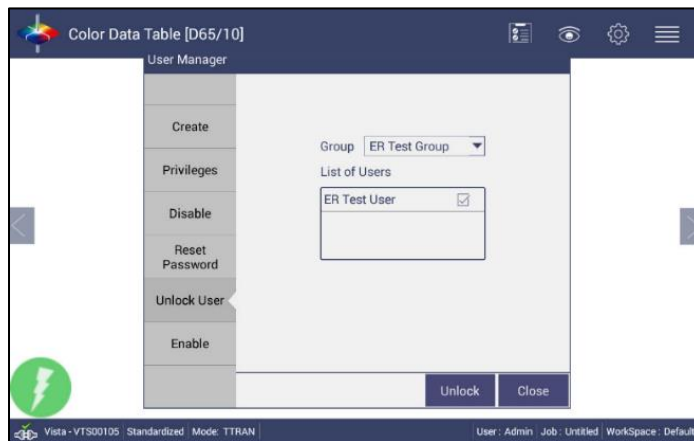 Color Data Table [D65/10]
User Manager
Create
Privileges
Disable
Reset
Password
Unlock User
Enable
Group ER Test Group
List of Users
ER Test User
Unlock Close
Vista - VTS00105 Standardized Mode: TTRAN User : Admin Job : Untitled WorkSpace : Default